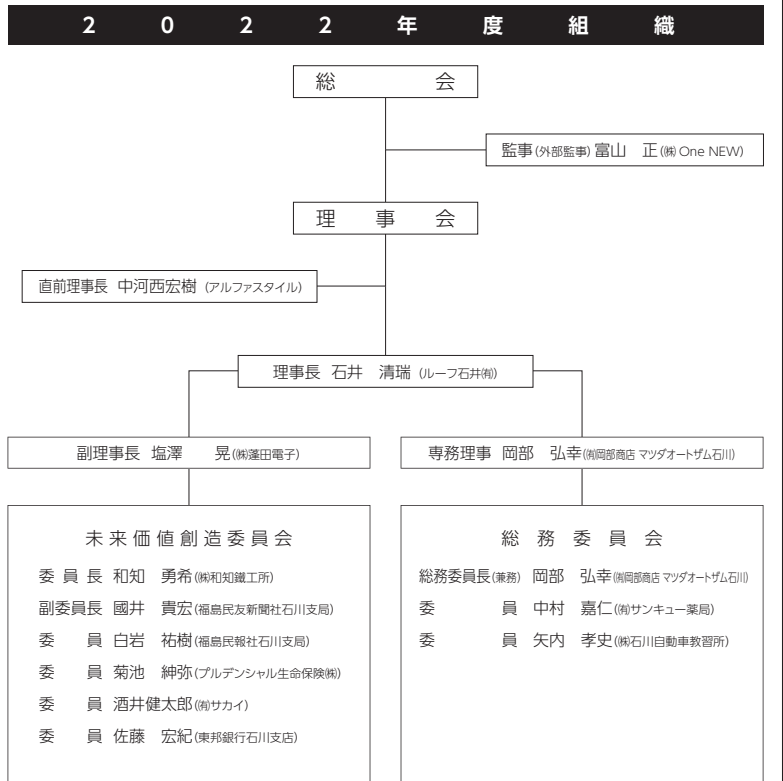 ２０２２年度組織
総会
監事(外部監事) 富山 正(㈱One NEW)
理事会
直前理事長 中河西宏樹 (アルファスタイル)
理事長 石井 清瑞 (ルーフ石井㈲)
副理事長 塩澤 晃(㈱蓬田電子)
専務理事 岡部 弘幸(㈲岡部商店 マツダオートザム石川)
未来価値創造委員会
委員長 和知 勇希(㈱和知鐵工所)
副委員長 國井 貴宏(福島民友新聞社石川支局)
委員 白岩 祐樹(福島民報社石川支局)
委員 菊池 紳弥(プルデンシャル生命保険㈱)
委員 酒井健太郎(㈲サカイ)
委員 佐藤 宏紀(東邦銀行石川支店)
総務委員会
総務委員長(兼務) 岡部 弘幸(㈲岡部商店 マツダオートザム石川)
委員 中村 嘉仁(㈲サンキュー薬局)
委員 矢内 孝史(㈱石川自動車教習所)